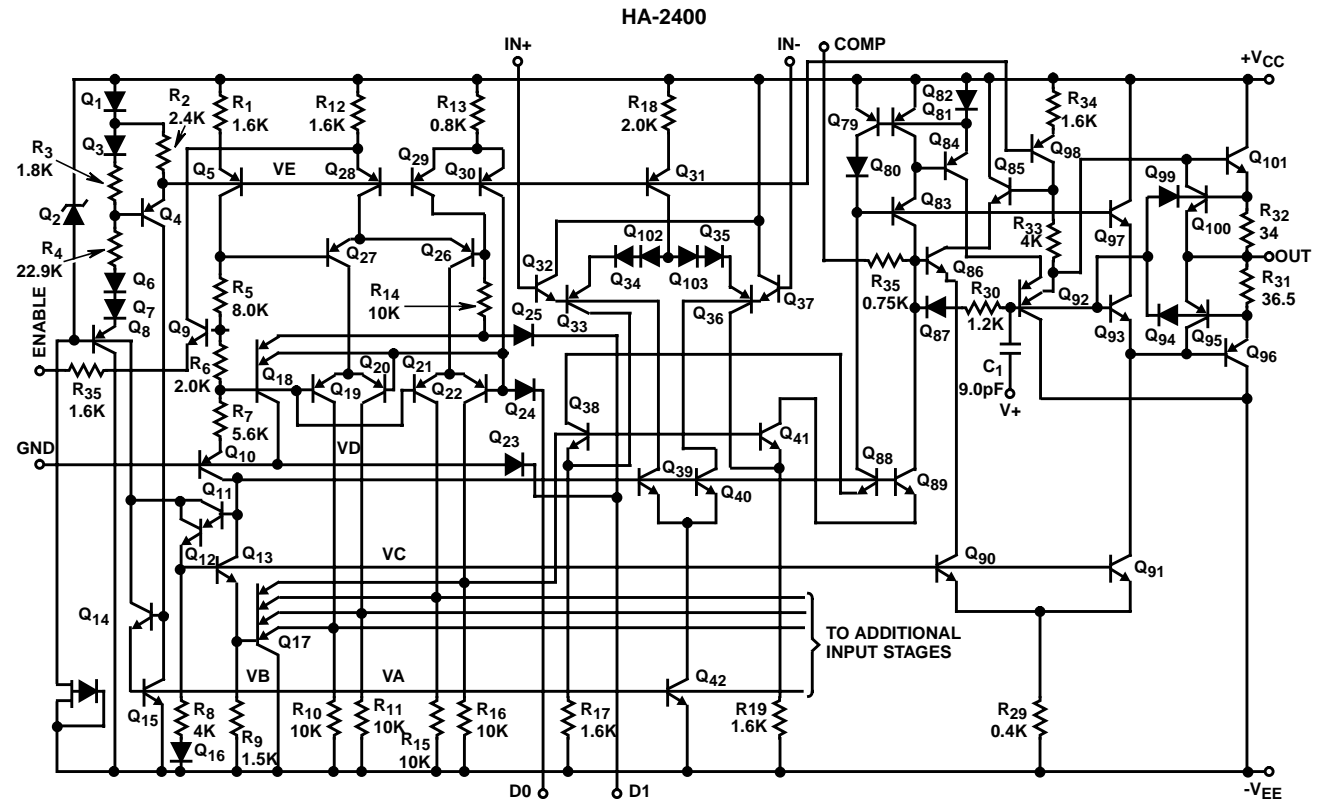 HA-2400
IN+
IN-
COMP
+VCC
Q1
R2
2.4K
R1
1.6K
R12
1.6K
R13
0.8K
R18
2.0K
Q82
Q81
Q79
R34
1.6K
Q3
R3
1.8K
Q5
VE
Q28
Q29
Q30
Q31
Q80
Q84
Q85
Q98
Q101
Q2
Q4
Q99
Q100
R4
22.9K
Q27
Q26
Q32
Q102
Q35
Q34
Q103
Q83
R33
4K
Q97
R32
34
OUT
Q6
Q7
Q8
R5
8.0K
R14
10K
Q33
Q36
Q37
R35
0.75K
Q86
Q87
R30
1.2K
Q92
Q93
Q94
Q95
R31
36.5
Q96
ENABLE
Q9
Q25
R35
1.6K
R6
2.0K
Q18
Q19
Q20
Q21
Q22
Q24
C1
9.0pF
V+
R7
5.6K
VD
Q38
Q41
GND
Q10
Q23
Q39
Q40
Q88
Q89
Q11
Q12
Q13
VC
Q90
Q91
Q14
Q17
TO ADDITIONAL
INPUT STAGES
VB
VA
Q42
Q15
R8
4K
Q16
R9
1.5K
R10
10K
R11
10K
R15
10K
R16
10K
R17
1.6K
R19
1.6K
R29
0.4K
D0
D1
-VEE